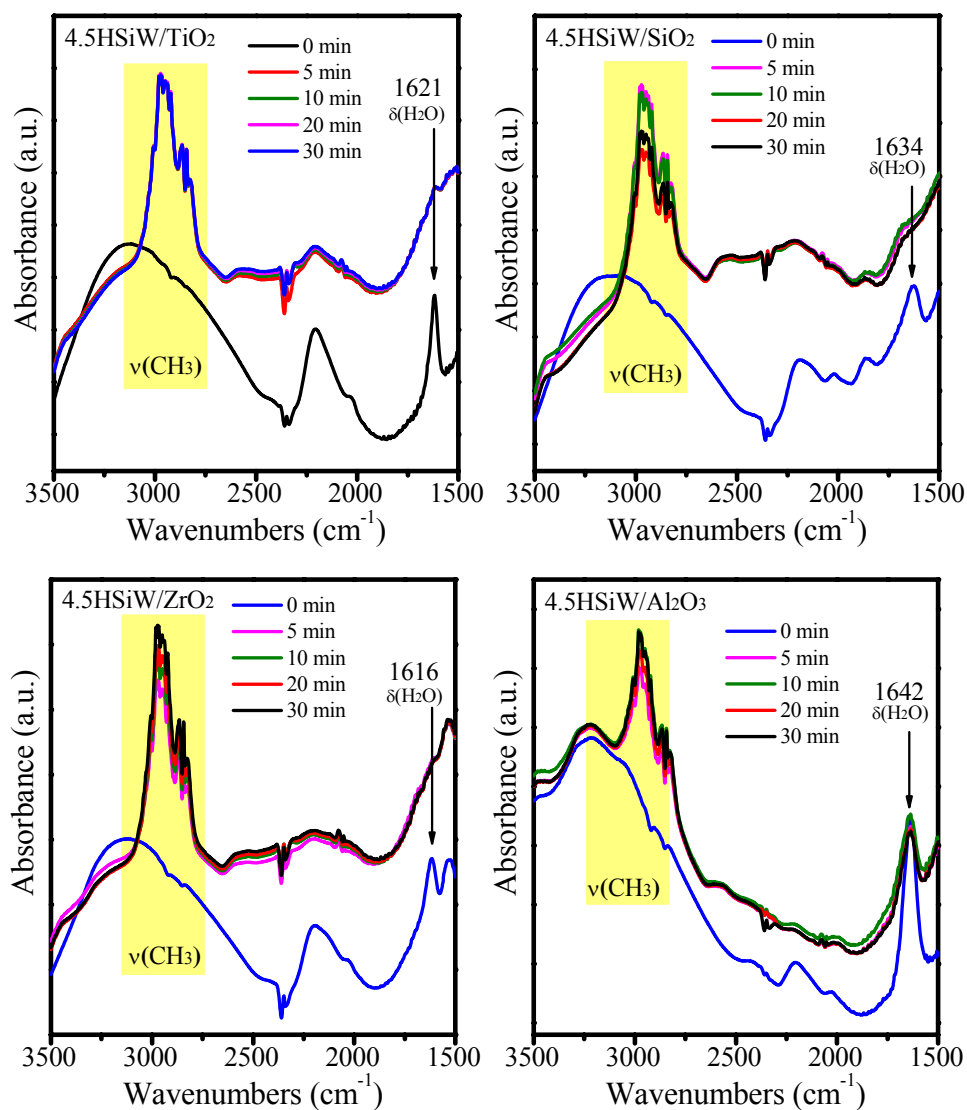 4.5HSiW/TiO₂
0 min
5 min
10 min
20 min
30 min
1621
δ(H₂O)
ν(CH₃)
Absorbance (a.u.)
3500 3000 2500 2000 1500
Wavenumbers (cm⁻¹)
4.5HSiW/SiO₂
0 min
5 min
10 min
20 min
30 min
1634
δ(H₂O)
ν(CH₃)
Absorbance (a.u.)
3500 3000 2500 2000 1500
Wavenumbers (cm⁻¹)
4.5HSiW/ZrO₂
0 min
5 min
10 min
20 min
30 min
1616
δ(H₂O)
ν(CH₃)
Absorbance (a.u.)
3500 3000 2500 2000 1500
Wavenumbers (cm⁻¹)
4.5HSiW/Al₂O₃
0 min
5 min
10 min
20 min
30 min
1642
δ(H₂O)
ν(CH₃)
Absorbance (a.u.)
3500 3000 2500 2000 1500
Wavenumbers (cm⁻¹)